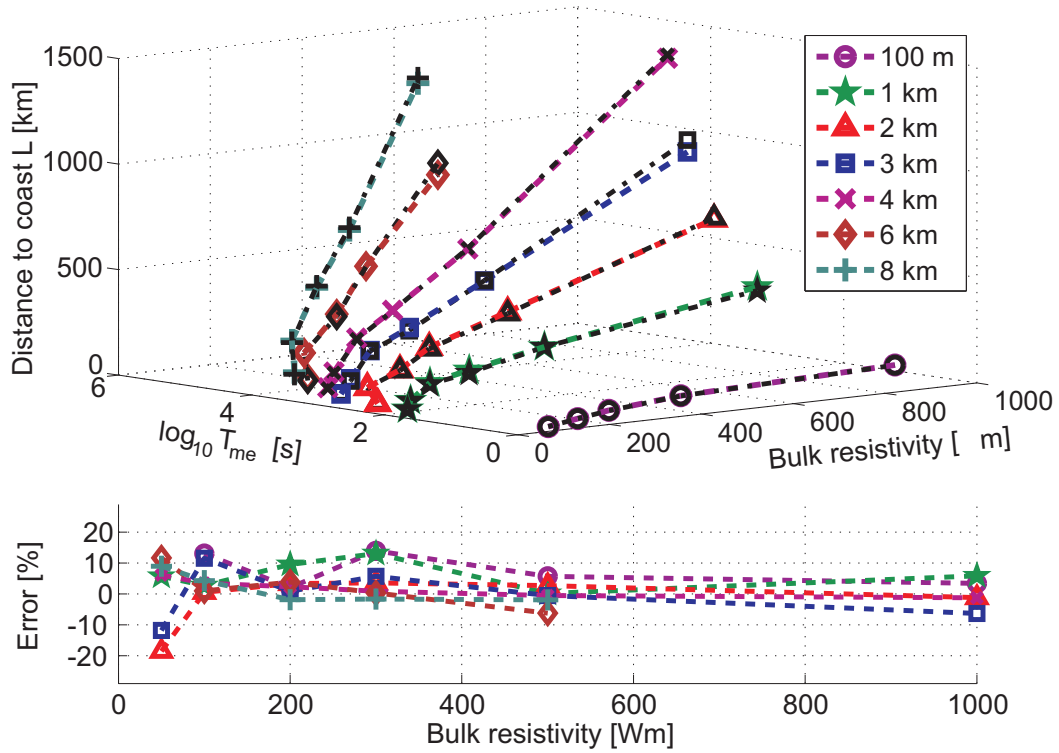 Distance to coast L [km]
1500
1000
500
0
6
4
2
0
log10 Tme [s]
0
200
400
600
800
1000
Bulk resistivity [ m]
100 m
1 km
2 km
3 km
4 km
6 km
8 km
Error [%]
20
10
0
-10
-20
0
200
400
600
800
1000
Bulk resistivity [Wm]